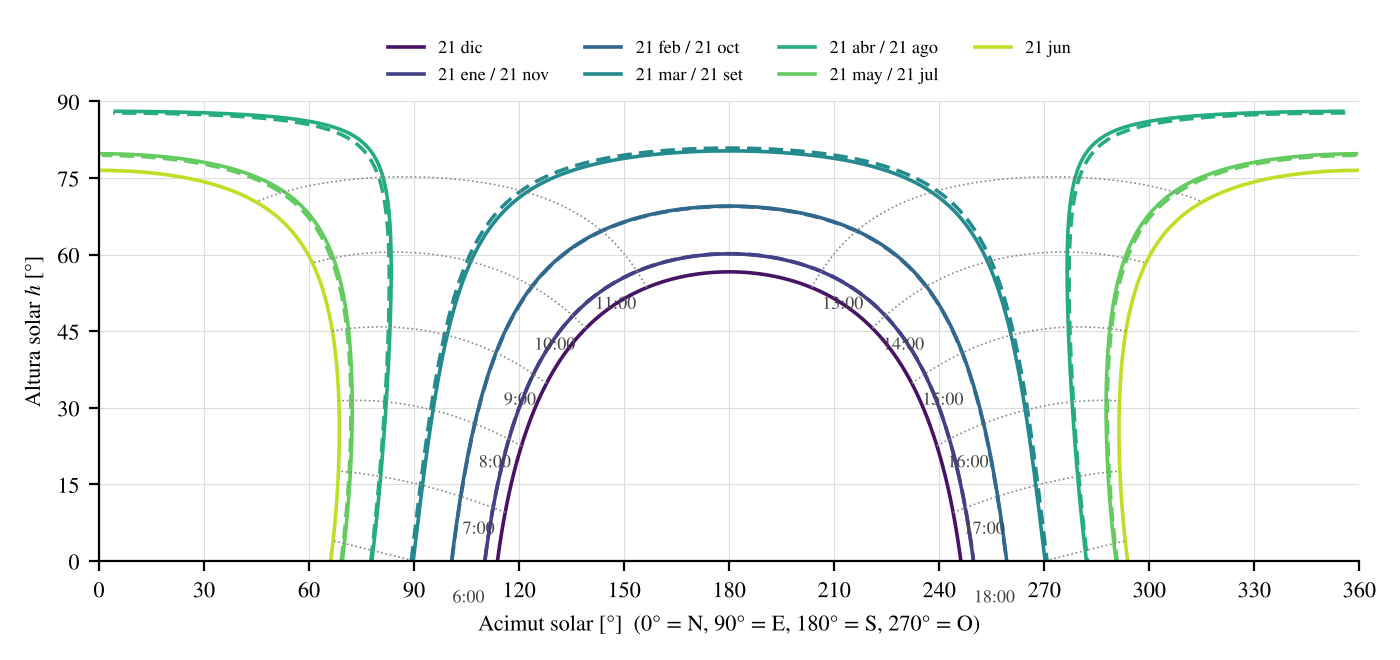 21 dic
21 ene / 21 nov
21 feb / 21 oct
21 mar / 21 set
21 abr / 21 ago
21 may / 21 jul
21 jun
90
75
60
45
30
15
0
Altura solar h [°]
11:00
13:00
10:00
14:00
9:00
15:00
8:00
16:00
7:00
17:00
6:00
18:00
0 30 60 90 120 150 180 210 240 270 300 330 360
Acimut solar [°] (0° = N, 90° = E, 180° = S, 270° = O)